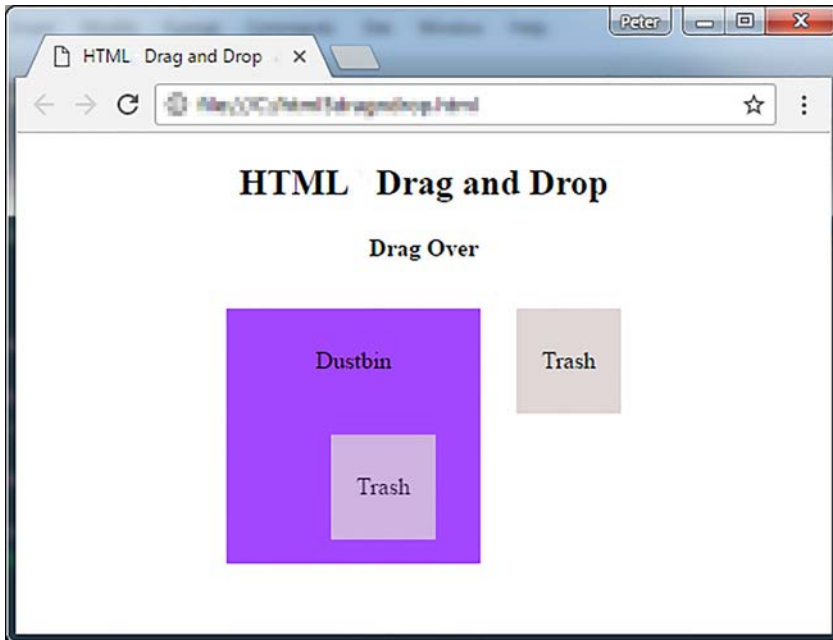 Peter
HTML Drag and Drop
HTML Drag and Drop
Drag Over
Dustbin
Trash
Trash